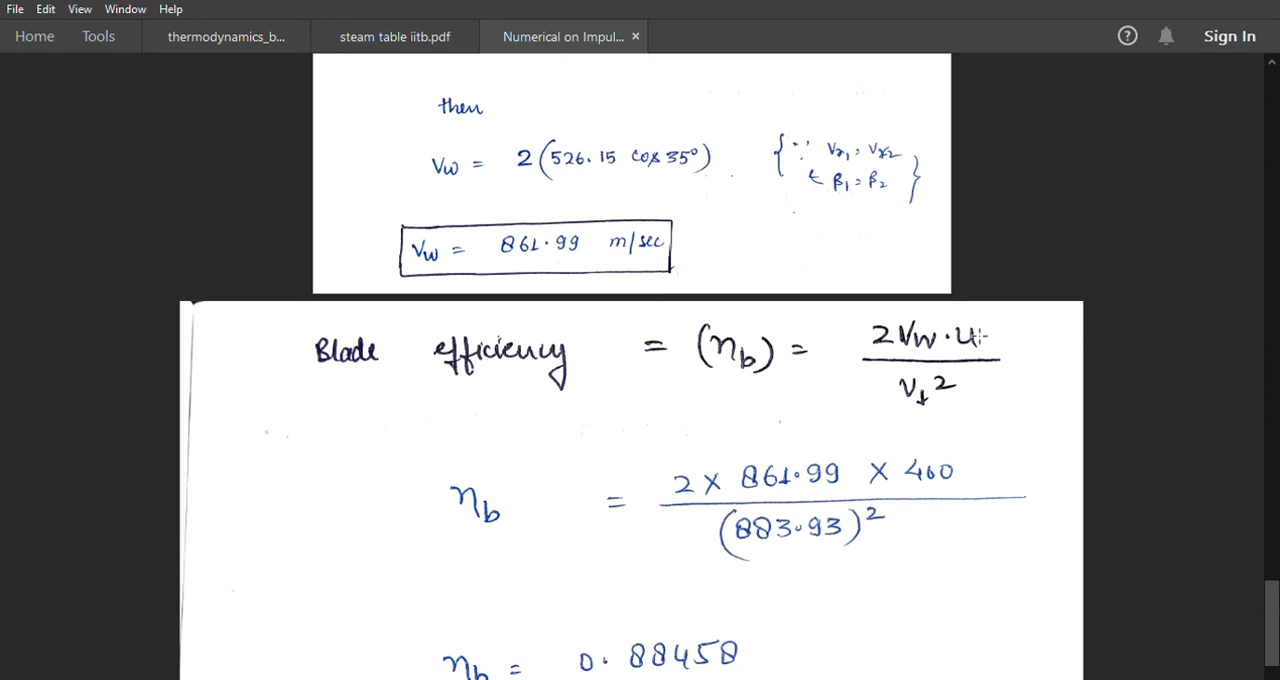 File Edit View Window Help
Home Tools thermodynamics_b... steam table iitb.pdf Numerical on Impul... × ? Sign In
then
Vw = 2(526.15 cos 35°) {∵ Vr1 = Vr2
& β1 = β2}
Vw = 861.99 m/sec
Blade efficiency = (ηb) = 2Vw·u / V1^2
ηb = 2 × 861.99 × 400 / (883.93)^2
ηb = 0.88458